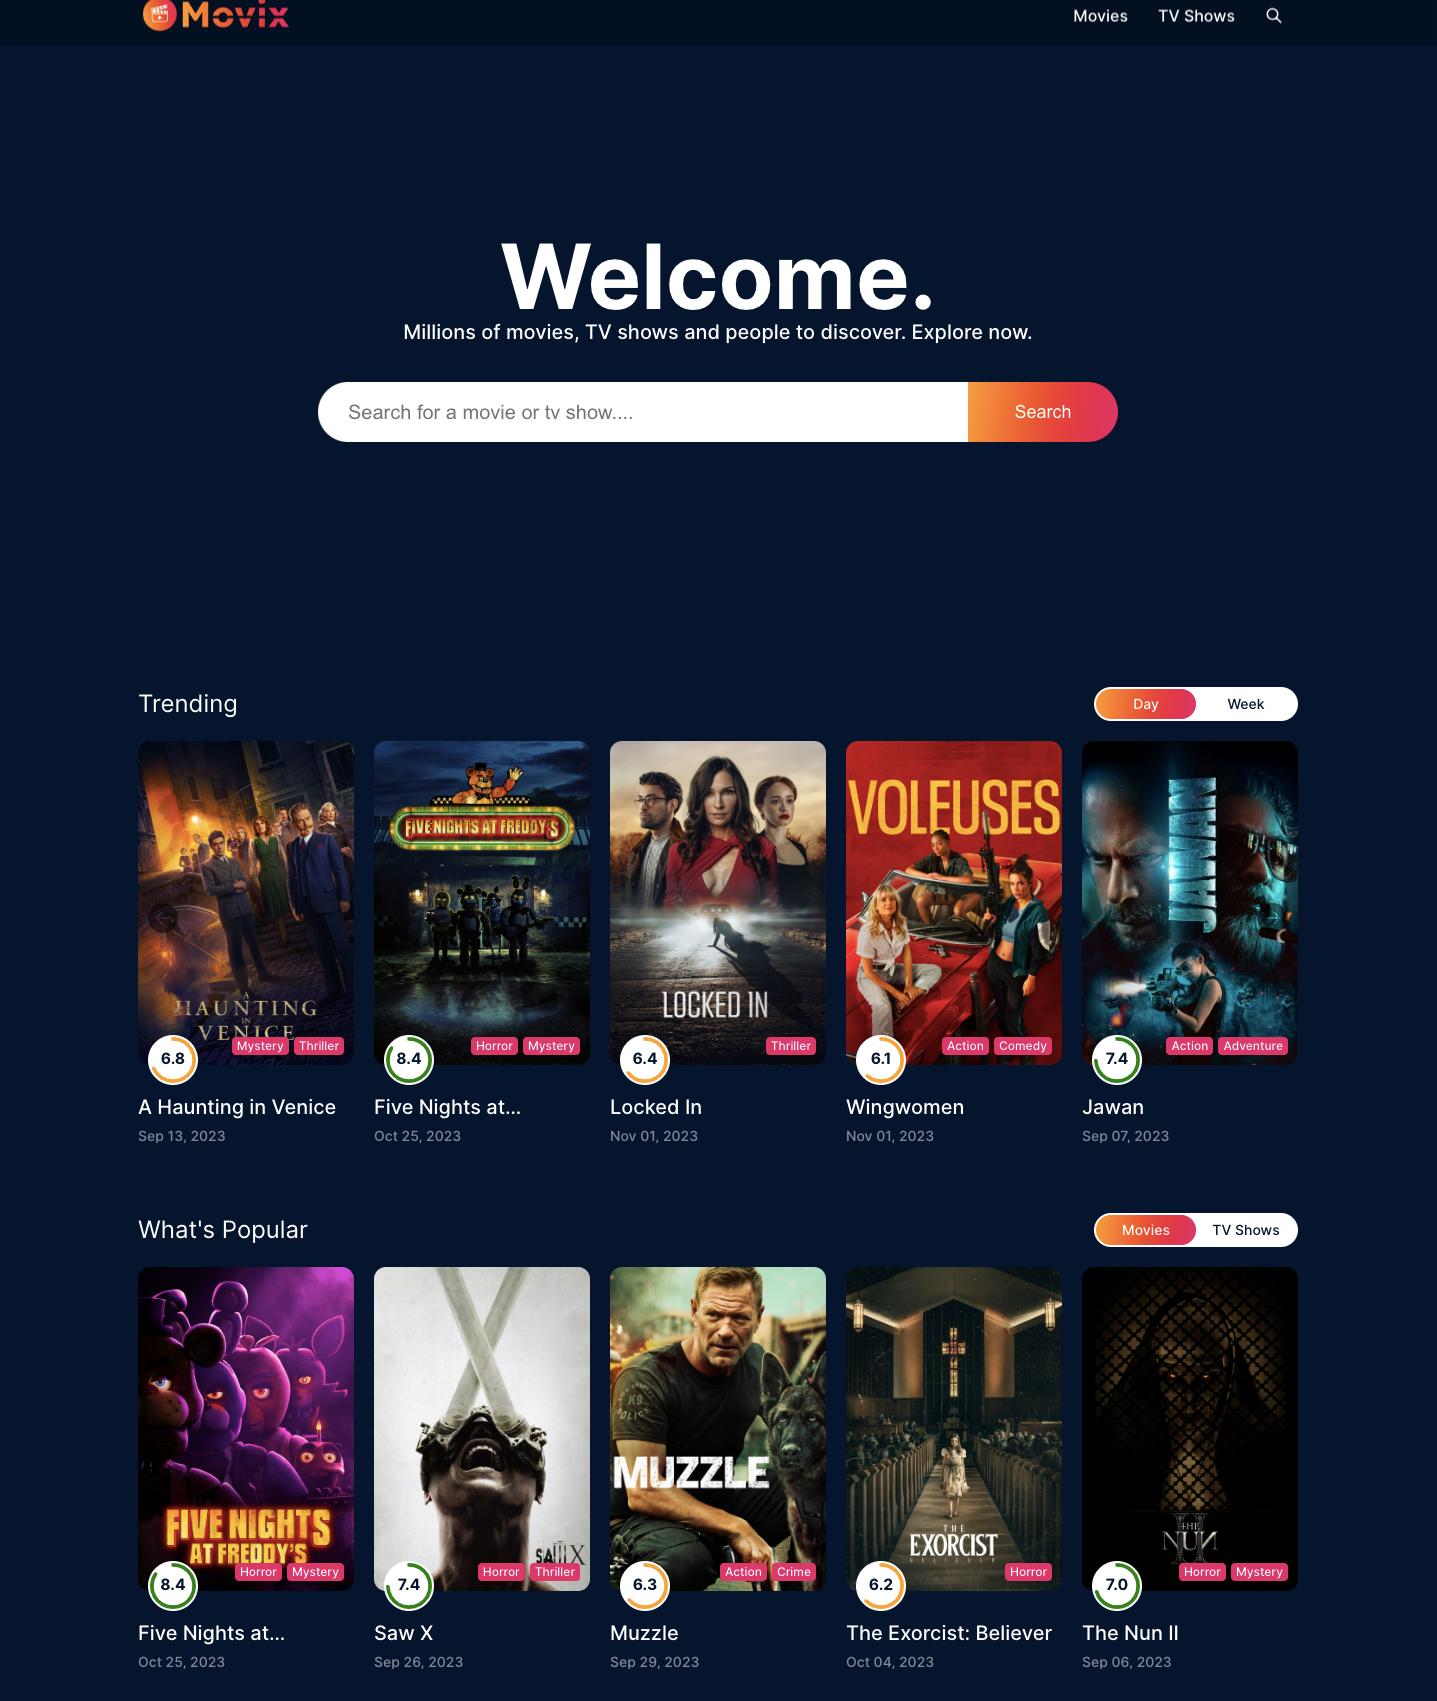 Movix
Movies TV Shows
Welcome.
Millions of movies, TV shows and people to discover. Explore now.
Search for a movie or tv show....
Search
Trending
Day Week
A
HAUNTING
IN
VENICE
Mystery Thriller
6.8
A Haunting in Venice
Sep 13, 2023
FIVE NIGHTS AT FREDDY'S
Horror Mystery
8.4
Five Nights at...
Oct 25, 2023
LOCKED IN
Thriller
6.4
Locked In
Nov 01, 2023
VOLEUSES
Action Comedy
6.1
Wingwomen
Nov 01, 2023
JAWAN
Action Adventure
7.4
Jawan
Sep 07, 2023
What's Popular
Movies TV Shows
FIVE NIGHTS
AT FREDDY'S
Horror Mystery
8.4
Five Nights at...
Oct 25, 2023
SAW X
Horror Thriller
7.4
Saw X
Sep 26, 2023
K9
POLICE
MUZZLE
Action Crime
6.3
Muzzle
Sep 29, 2023
THE
EXORCIST
BELIEVER
Horror
6.2
The Exorcist: Believer
Oct 04, 2023
THE
NUN
II
Horror Mystery
7.0
The Nun II
Sep 06, 2023